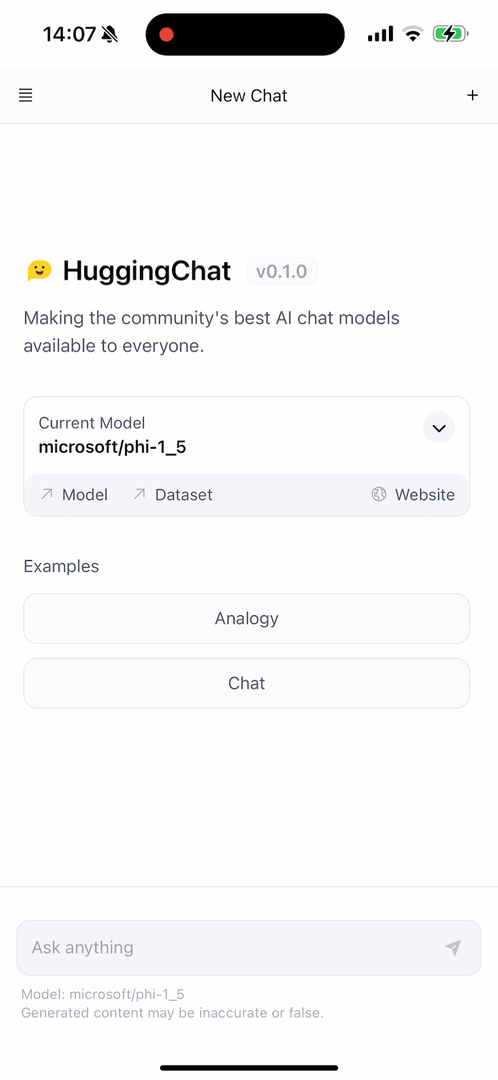 14:07
New Chat
+
HuggingChat v0.1.0
Making the community's best AI chat models
available to everyone.
Current Model
microsoft/phi-1_5
Model Dataset Website
Examples
Analogy
Chat
Ask anything
Model: microsoft/phi-1_5
Generated content may be inaccurate or false.